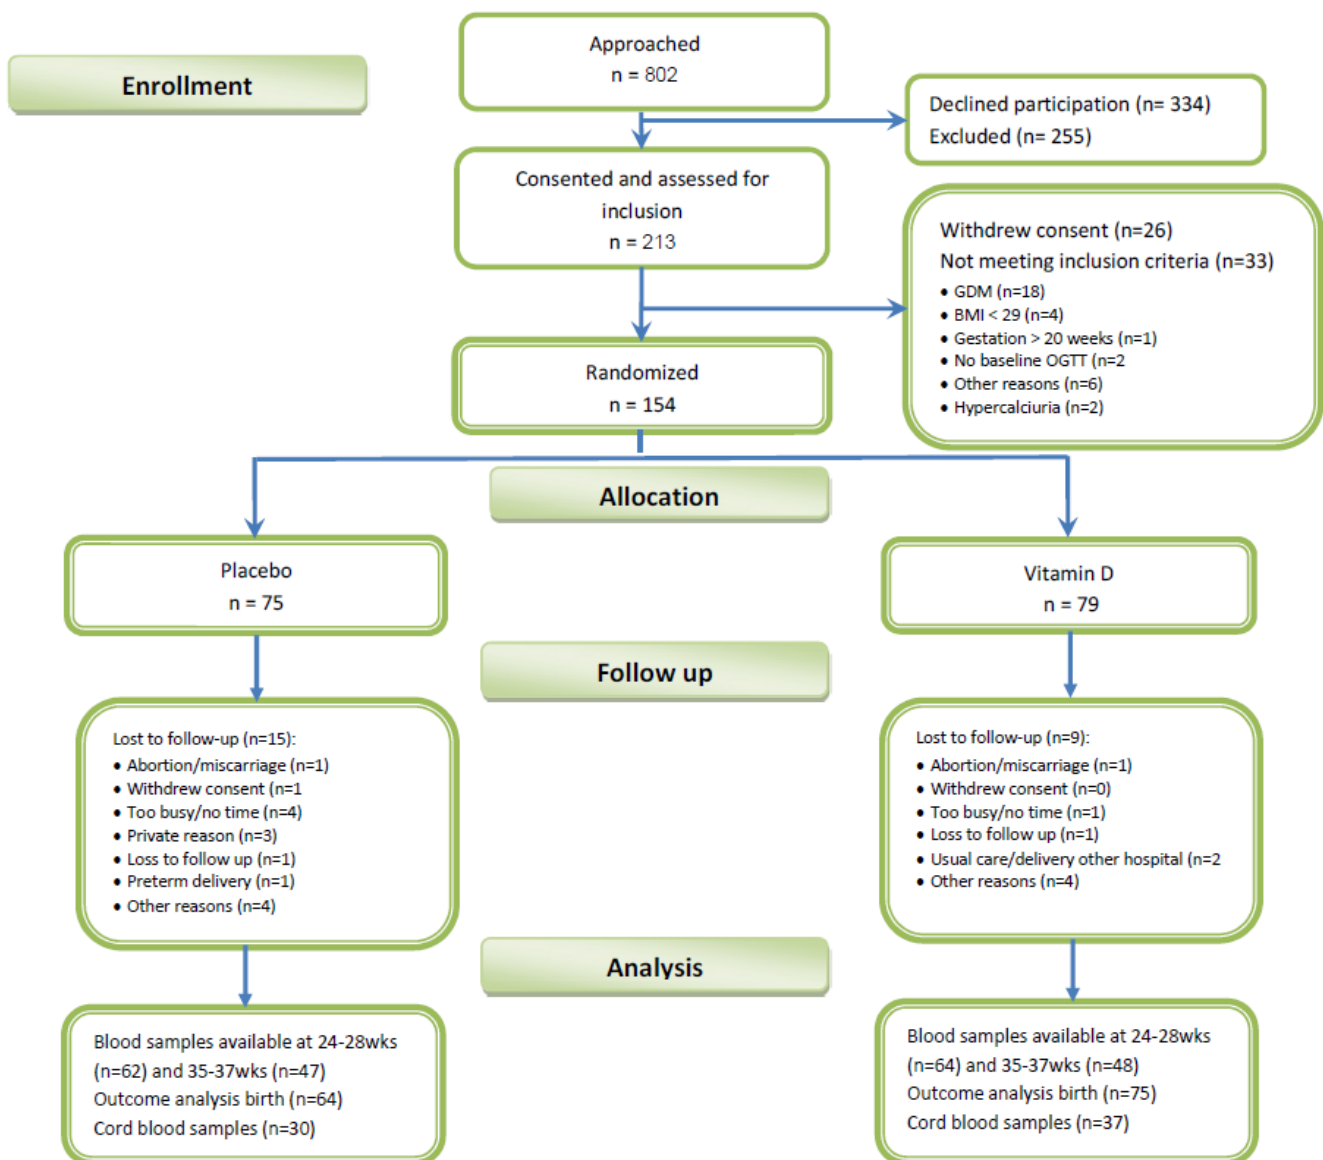 Enrollment
Approached
n = 802
Declined participation (n= 334)
Excluded (n= 255)
Consented and assessed for
inclusion
n = 213
Withdrew consent (n=26)
Not meeting inclusion criteria (n=33)
• GDM (n=18)
• BMI < 29 (n=4)
• Gestation > 20 weeks (n=1)
• No baseline OGTT (n=2
• Other reasons (n=6)
• Hypercalciuria (n=2)
Randomized
n = 154
Allocation
Placebo
n = 75
Vitamin D
n = 79
Follow up
Lost to follow-up (n=15):
• Abortion/miscarriage (n=1)
• Withdrew consent (n=1
• Too busy/no time (n=4)
• Private reason (n=3)
• Loss to follow up (n=1)
• Preterm delivery (n=1)
• Other reasons (n=4)
Lost to follow-up (n=9):
• Abortion/miscarriage (n=1)
• Withdrew consent (n=0)
• Too busy/no time (n=1)
• Loss to follow up (n=1)
• Usual care/delivery other hospital (n=2
• Other reasons (n=4)
Analysis
Blood samples available at 24-28wks
(n=62) and 35-37wks (n=47)
Outcome analysis birth (n=64)
Cord blood samples (n=30)
Blood samples available at 24-28wks
(n=64) and 35-37wks (n=48)
Outcome analysis birth (n=75)
Cord blood samples (n=37)